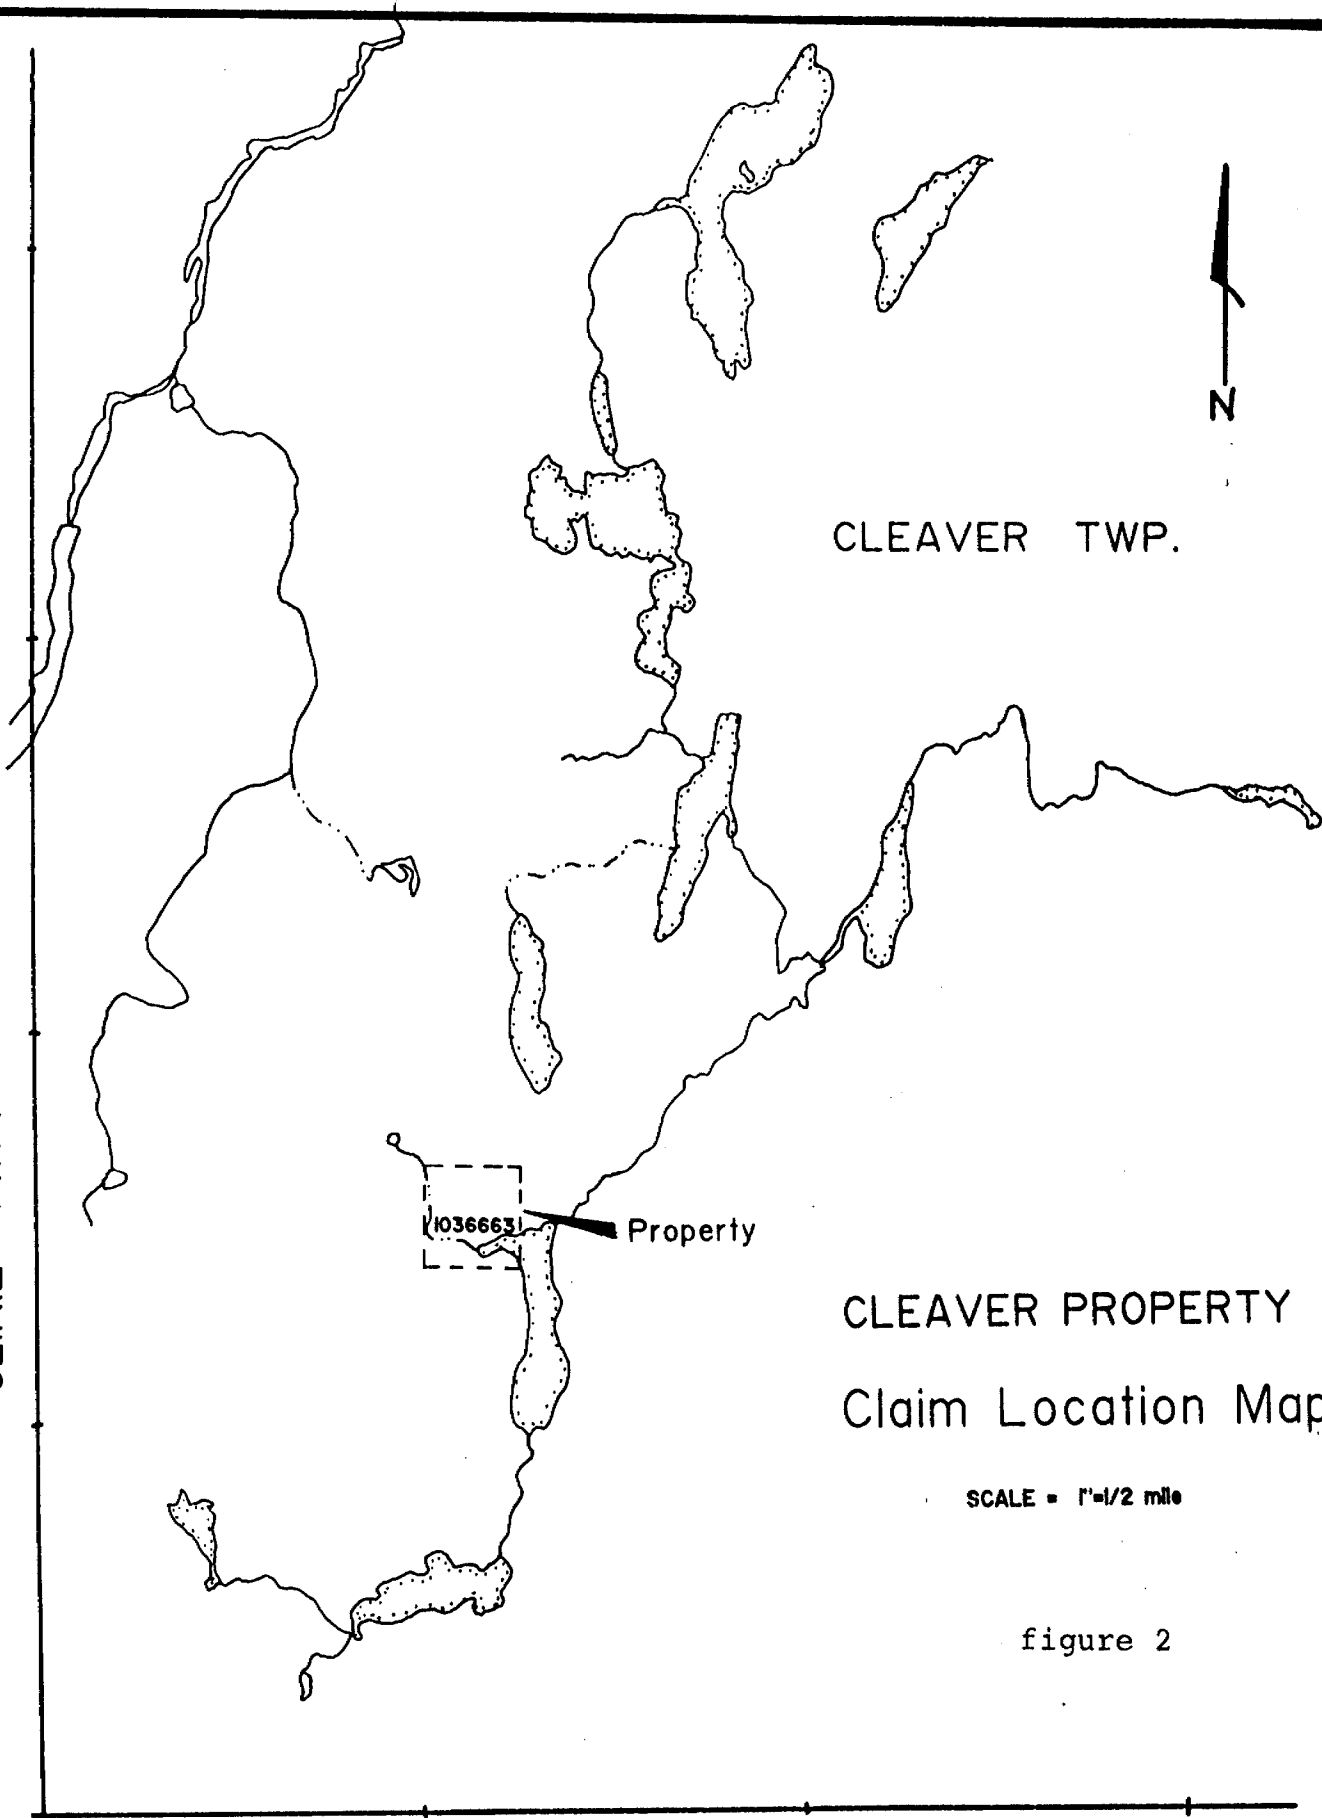 N
CLEAVER TWP.
1036663
Property
CLEAVER PROPERTY
Claim Location Map
SCALE = 1"=1/2 mile
figure 2